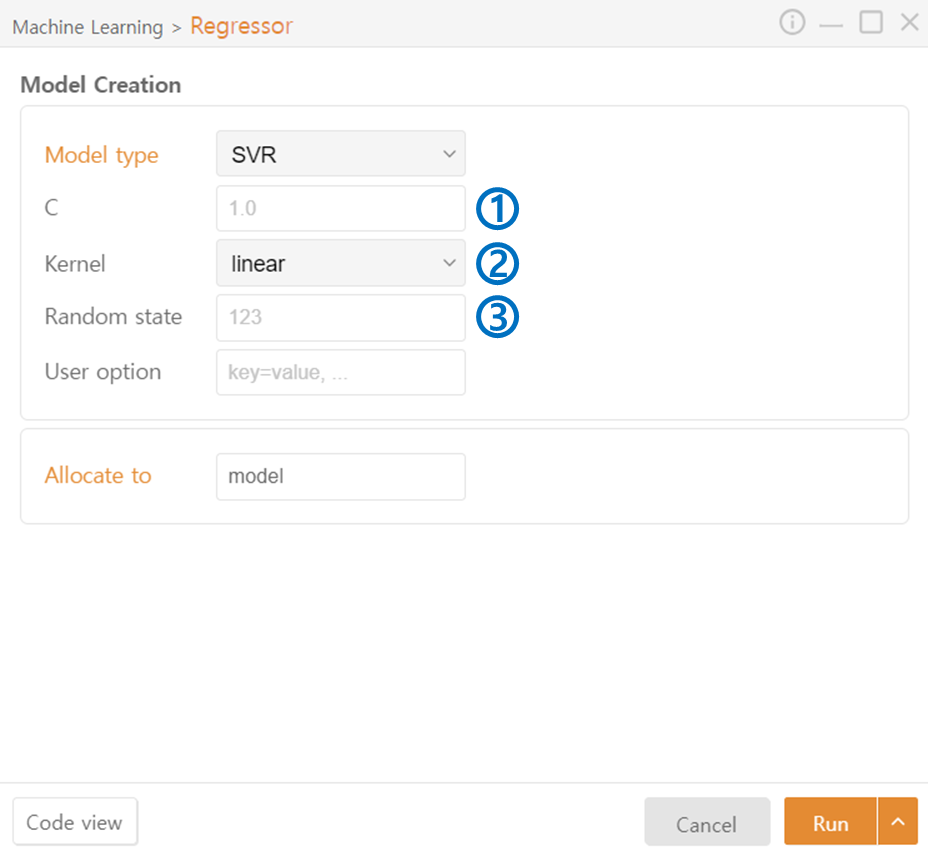 Machine Learning > Regressor
Model Creation
Model type SVR
C 1.0 ①
Kernel linear ②
Random state 123 ③
User option key=value, ...
Allocate to model
Code view Cancel Run